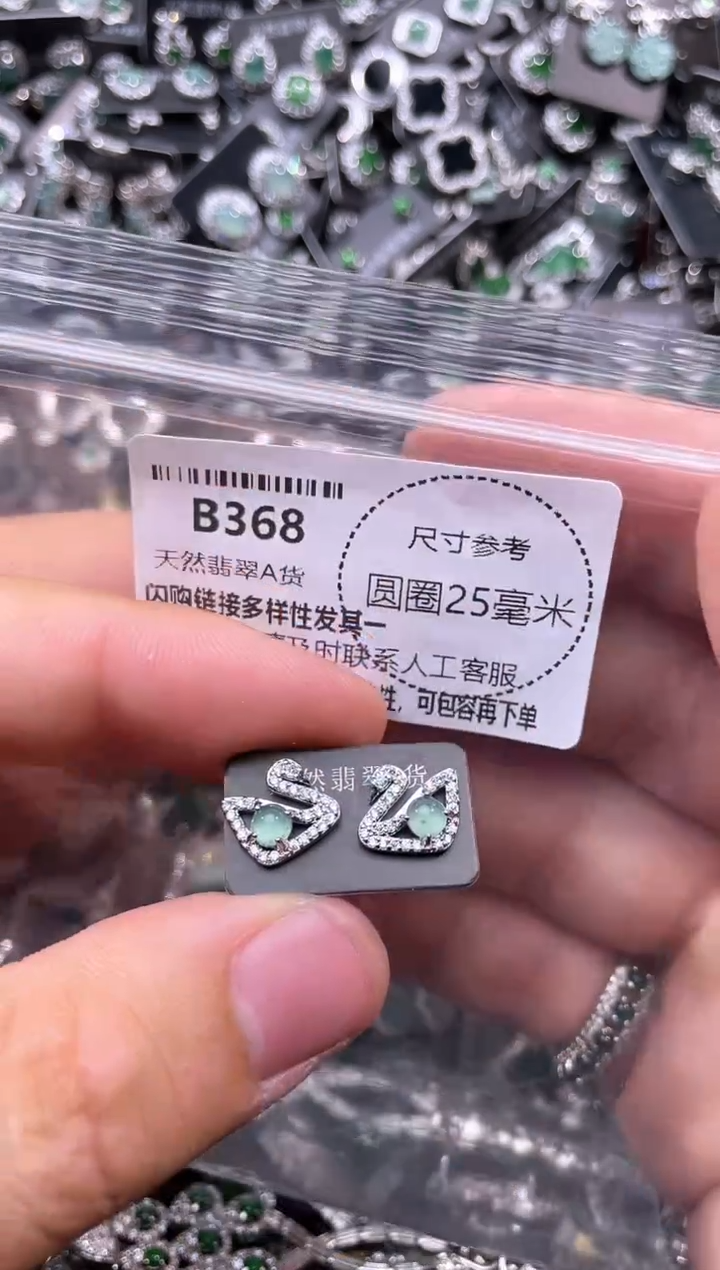 B368
天然翡翠A货
闪购链接多样性发其一
及时联系人工客服
性，可包容再下单
尺寸参考
圆圈25毫米
然翡翠 货